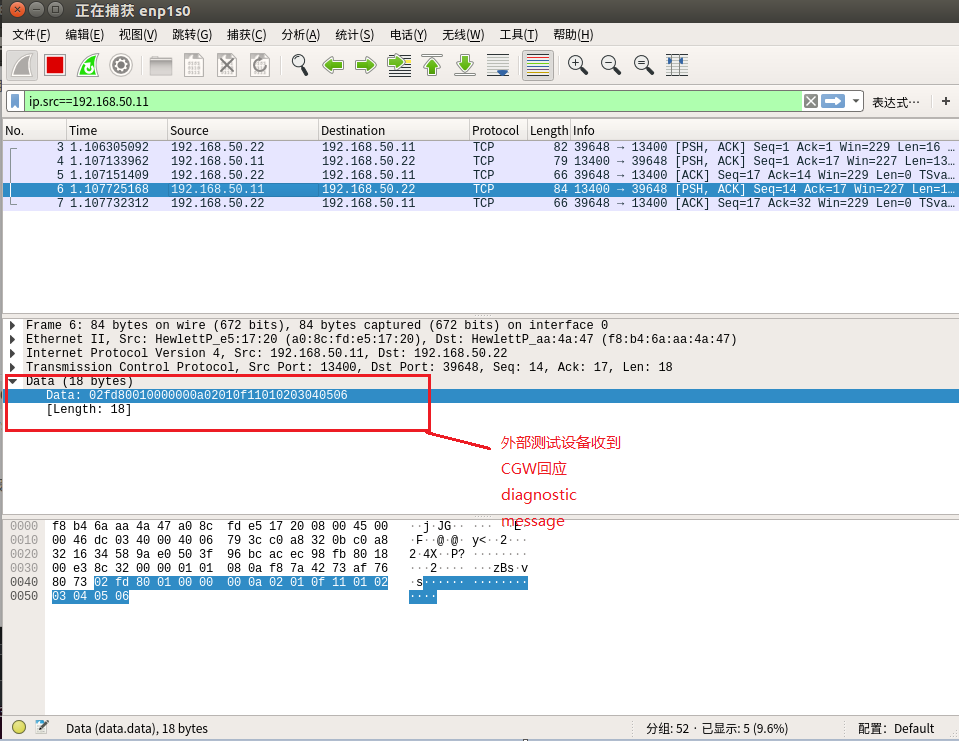 正在捕获 enp1s0
文件(F) 编辑(E) 视图(V) 跳转(G) 捕获(C) 分析(A) 统计(S) 电话(Y) 无线(W) 工具(T) 帮助(H)
ip.src==192.168.50.11 表达式… +
No. Time Source Destination Protocol Length Info
3 1.106305092 192.168.50.22 192.168.50.11 TCP 82 39648 → 13400 [PSH, ACK] Seq=1 Ack=1 Win=229 Len=16 …
4 1.107133962 192.168.50.11 192.168.50.22 TCP 79 13400 → 39648 [PSH, ACK] Seq=1 Ack=17 Win=227 Len=13…
5 1.107151409 192.168.50.22 192.168.50.11 TCP 66 39648 → 13400 [ACK] Seq=17 Ack=14 Win=229 Len=0 TSva…
6 1.107725168 192.168.50.11 192.168.50.22 TCP 84 13400 → 39648 [PSH, ACK] Seq=14 Ack=17 Win=227 Len=1…
7 1.107732312 192.168.50.22 192.168.50.11 TCP 66 39648 → 13400 [ACK] Seq=17 Ack=32 Win=229 Len=0 TSva…
Frame 6: 84 bytes on wire (672 bits), 84 bytes captured (672 bits) on interface 0
Ethernet II, Src: HewlettP_e5:17:20 (a0:8c:fd:e5:17:20), Dst: HewlettP_aa:4a:47 (f8:b4:6a:aa:4a:47)
Internet Protocol Version 4, Src: 192.168.50.11, Dst: 192.168.50.22
Transmission Control Protocol, Src Port: 13400, Dst Port: 39648, Seq: 14, Ack: 17, Len: 18
Data (18 bytes)
Data: 02fd80010000000a02010f11010203040506
[Length: 18]
外部测试设备收到
CGW回应
diagnostic
message
0000 f8 b4 6a aa 4a 47 a0 8c fd e5 17 20 08 00 45 00 ··j·JG·· ··· ··E·
0010 00 46 dc 03 40 00 40 06 79 3c c0 a8 32 0b c0 a8 ·F··@·@· y<··2···
0020 32 16 34 58 9a e0 50 3f 96 bc ac ec 98 fb 80 18 2·4X··P? ········
0030 00 e3 8c 32 00 00 01 01 08 0a f8 7a 42 73 af 76 ···2···· ···zBs·v
0040 80 73 02 fd 80 01 00 00 00 0a 02 01 0f 11 01 02 ·s······ ········
0050 03 04 05 06 ····
Data (data.data), 18 bytes 分组: 52 · 已显示: 5 (9.6%) 配置: Default